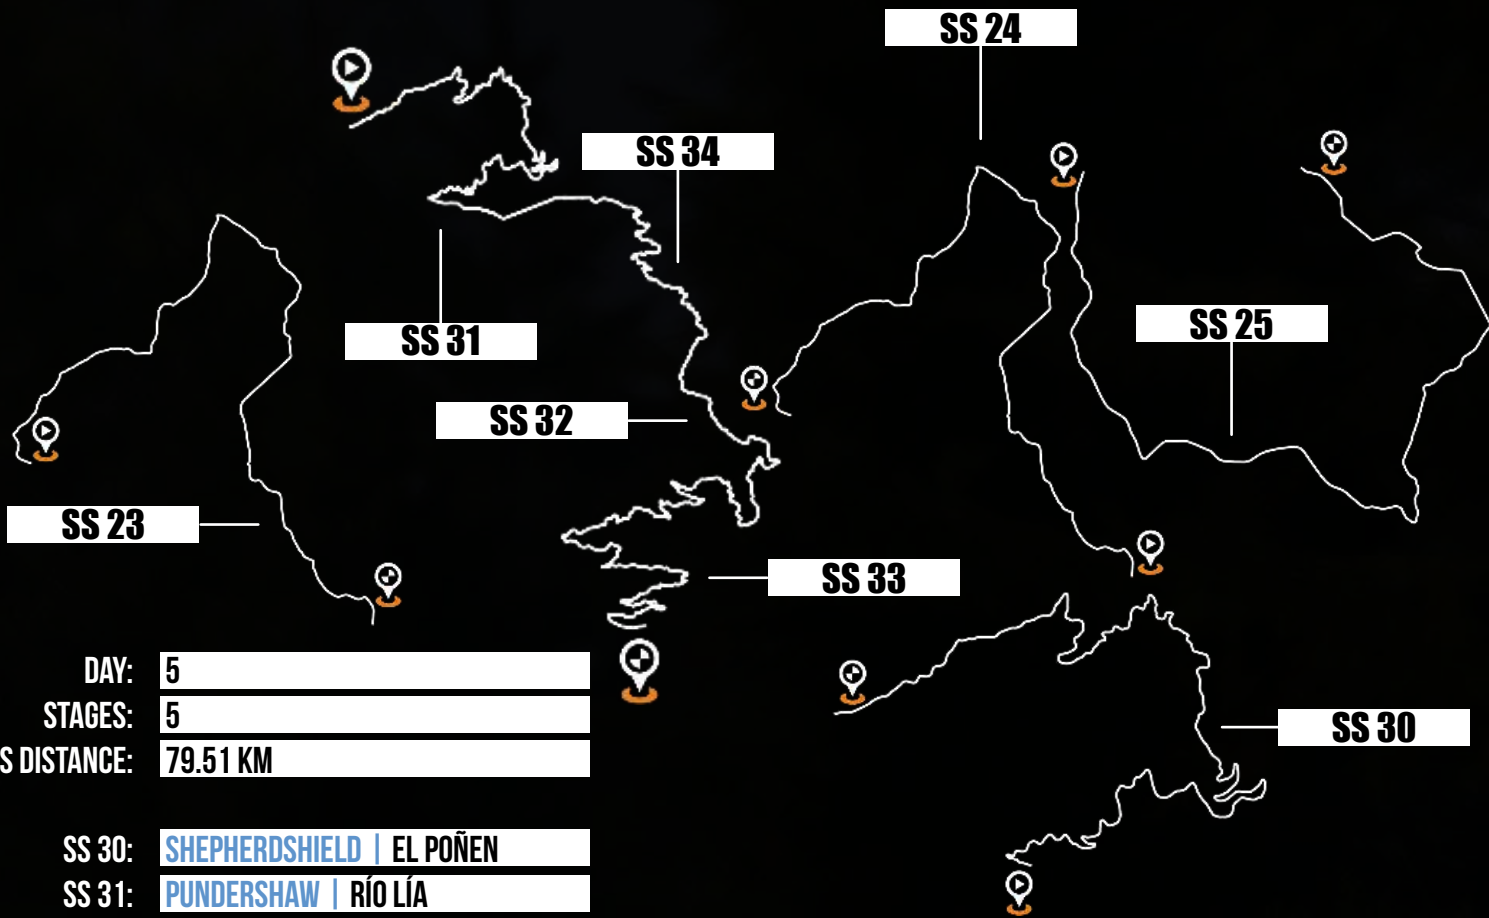 SS 24
SS 34
SS 25
SS 31
SS 32
SS 23
SS 33
DAY: 5
STAGES: 5
SS 30
S DISTANCE: 79.51 KM
SS 30: SHEPHERDSHIELD | EL POÑEN
SS 31: PUNDERSHAW | RÍO LÍA